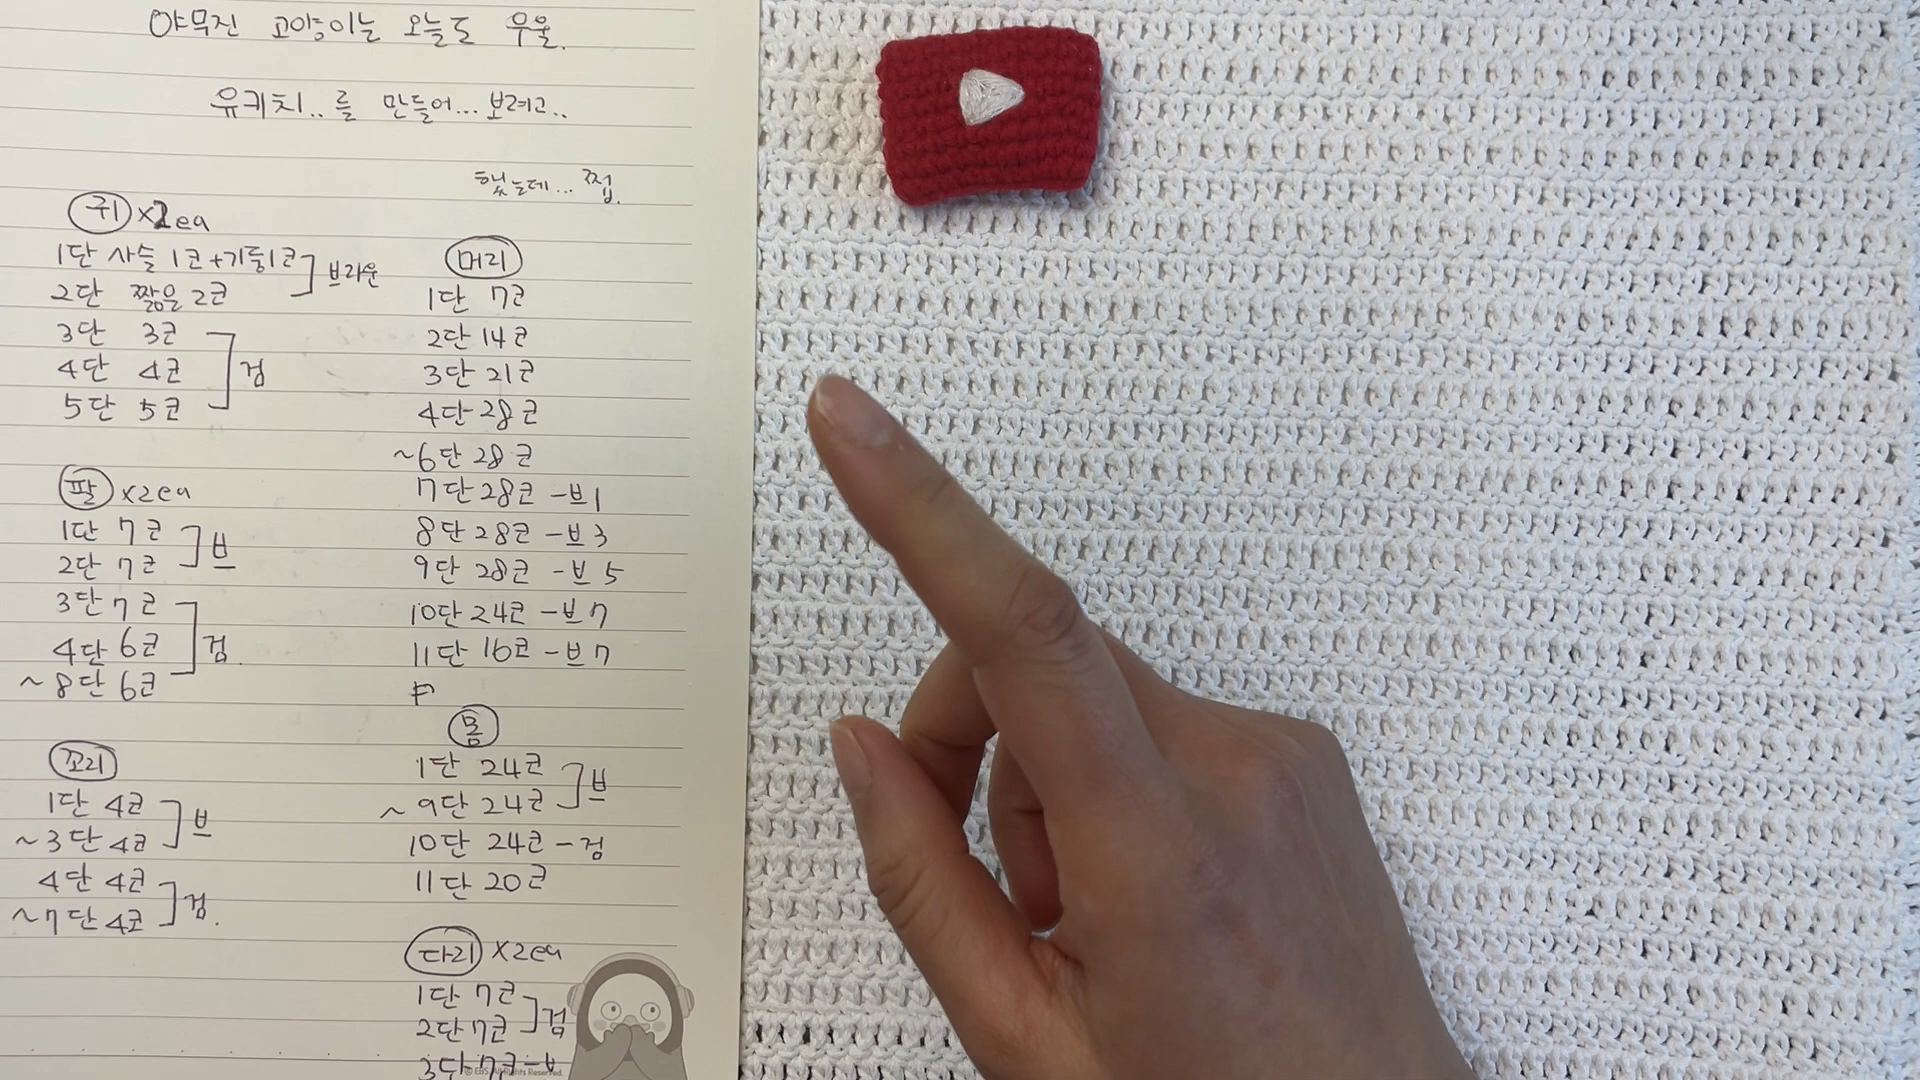 야무진 고양이는 오늘도 우울.
유키치.. 를 만들어... 보려고..
했는데... 쩝.
귀 x2ea
1단 사슬 1코+기둥1코
2단 짧은 2코
브라운
3단 3코
4단 4코
5단 5코
검
팔 x2ea
1단 7코
2단 7코
브
3단 7코
4단 6코
~8단 6코
검.
꼬리
1단 4코
~3단 4코
브
4단 4코
~7단 4코
검.
머리
1단 7코
2단 14코
3단 21코
4단 28코
~6단 28코
7단 28코 -브1
8단 28코 -브3
9단 28코 -브 5
10단 24코 -브7
11단 16코 -브7
몸
1단 24코
~9단 24코
브
10단 24코 -검
11단 20코
다리 x2ea
1단 7코
2단 7코
검
3단 7코-브
© EBS, All Rights Reserved.